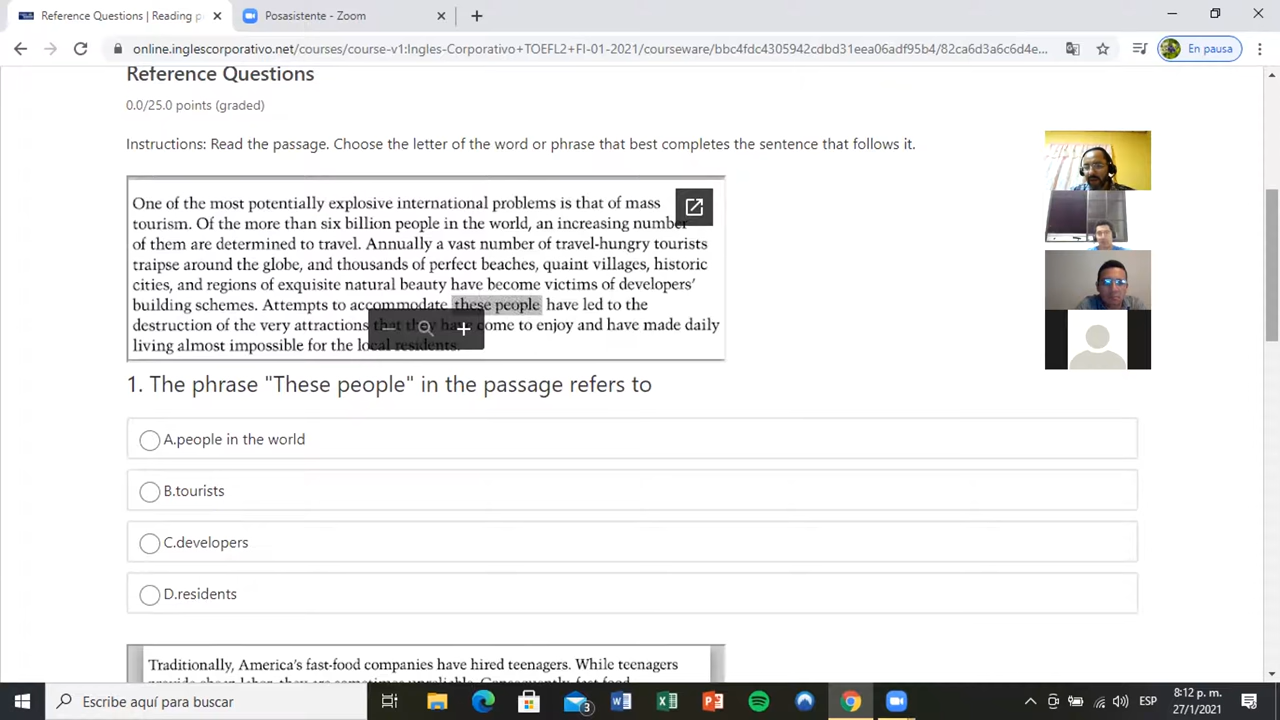 Reference Questions | Reading p
Posasistente - Zoom
online.inglescorporativo.net/courses/course-v1:Ingles-Corporativo+TOEFL2+FI-01-2021/courseware/bbc4fdc4305942cdbd31eea06adf95b4/82ca6d3a6c6d4e...
En pausa
Reference Questions
0.0/25.0 points (graded)
Instructions: Read the passage. Choose the letter of the word or phrase that best completes the sentence that follows it.
One of the most potentially explosive international problems is that of mass
tourism. Of the more than six billion people in the world, an increasing number
of them are determined to travel. Annually a vast number of travel-hungry tourists
traipse around the globe, and thousands of perfect beaches, quaint villages, historic
cities, and regions of exquisite natural beauty have become victims of developers'
building schemes. Attempts to accommodate these people have led to the
destruction of the very attractions that they have come to enjoy and have made daily
living almost impossible for the local residents.
1. The phrase "These people" in the passage refers to
A.people in the world
B.tourists
C.developers
D.residents
Traditionally, America's fast-food companies have hired teenagers. While teenagers
Escribe aquí para buscar
3
ESP
8:12 p. m.
27/1/2021